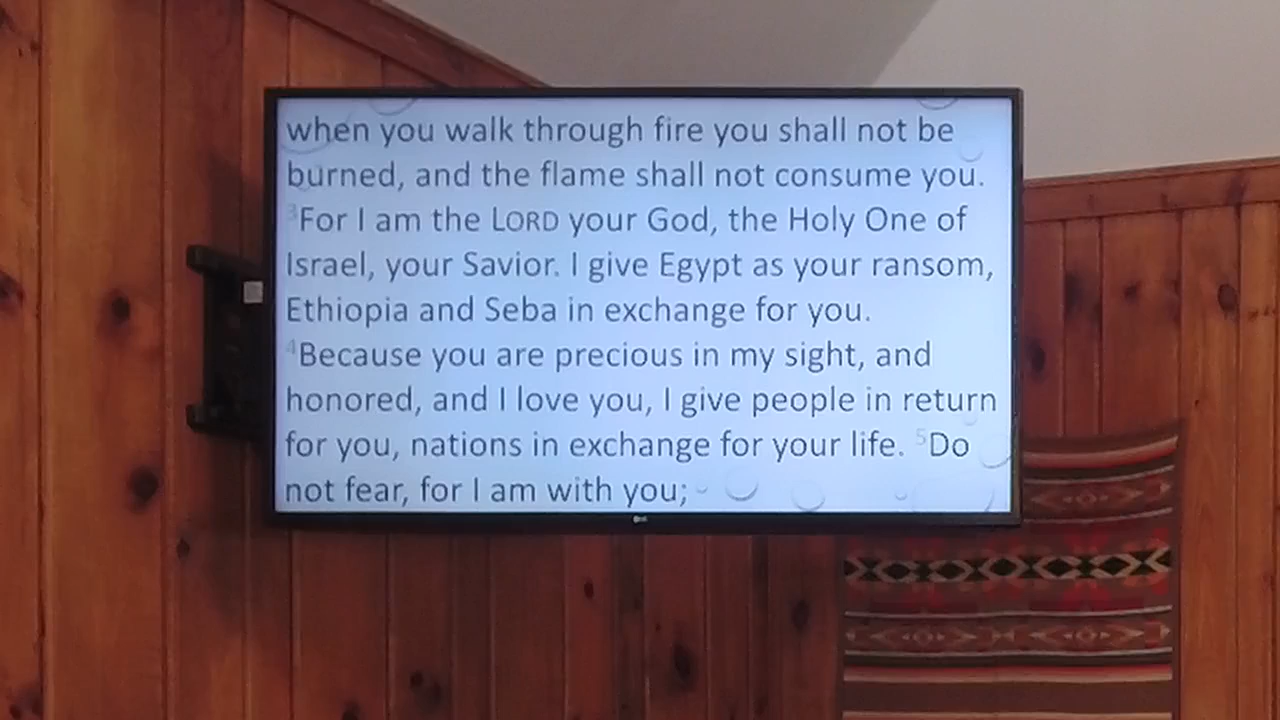 when you walk through fire you shall not be
burned, and the flame shall not consume you.
3For I am the LORD your God, the Holy One of
Israel, your Savior. I give Egypt as your ransom,
Ethiopia and Seba in exchange for you.
4Because you are precious in my sight, and
honored, and I love you, I give people in return
for you, nations in exchange for your life. 5Do
not fear, for I am with you;